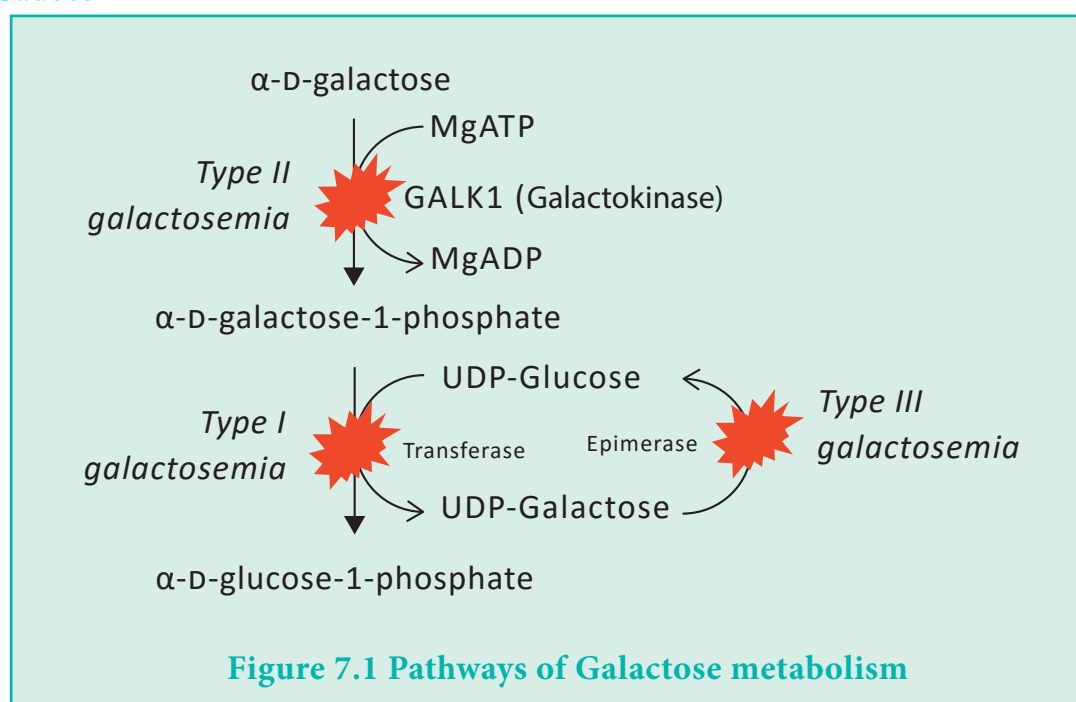 α-D-galactose
MgATP
Type II
galactosemia
GALK1 (Galactokinase)
MgADP
α-D-galactose-1-phosphate
UDP-Glucose
Type I
galactosemia
Transferase
Epimerase
Type III
galactosemia
UDP-Galactose
α-D-glucose-1-phosphate
Figure 7.1 Pathways of Galactose metabolism